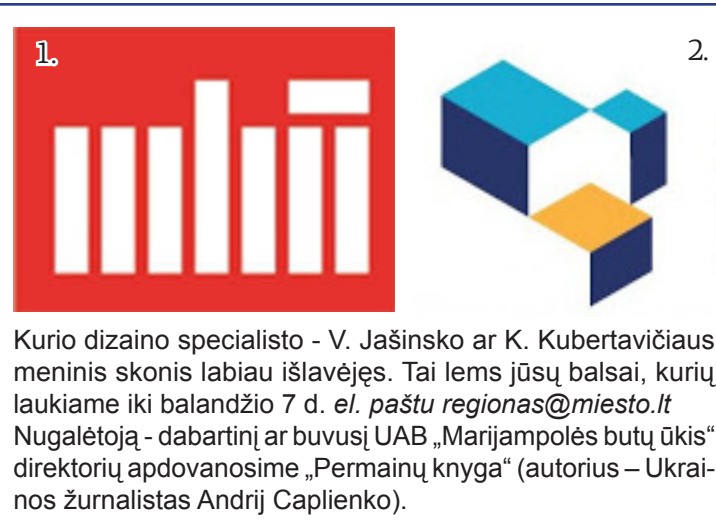 1.
2.
Kurio dizaino specialisto - V. Jašinsko ar K. Kubertavičiaus
meninis skonis labiau išlavėjęs. Tai lems jūsų balsai, kurių
laukiame iki balandžio 7 d. el. paštu regionas@miesto.lt
Nugalėtoją - dabartinį ar buvusį UAB „Marijampolės butų ūkis“
direktorių apdovanosime „Permainų knyga“ (autorius – Ukrai-
nos žurnalistas Andrij Caplienko).